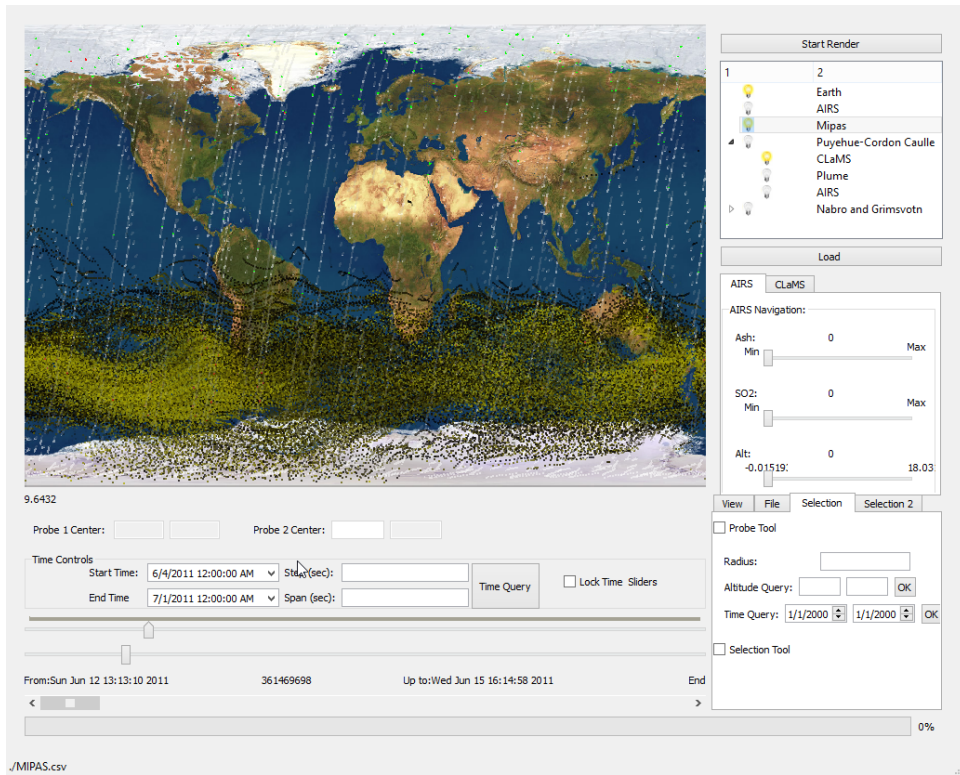 Start Render
1 2
Earth
AIRS
Mipas
Puyehue-Cordon Caulle
CLaMS
Plume
AIRS
Nabro and Grimsvotn
Load
AIRS CLaMS
AIRS Navigation:
Ash: 0
Min Max
SO2: 0
Min Max
Alt: 0
-0.01519: 18.03
9.6432
View File Selection Selection 2
Probe 1 Center: Probe 2 Center:
Probe Tool
Time Controls
Radius:
Start Time: 6/4/2011 12:00:00 AM (sec):
Time Query Lock Time Sliders
Altitude Query: OK
End Time 7/1/2011 12:00:00 AM Span (sec):
Time Query: 1/1/2000 1/1/2000 OK
Selection Tool
From:Sun Jun 12 13:13:10 2011 361469698 Up to:Wed Jun 15 16:14:58 2011 End
0%
./MIPAS.csv